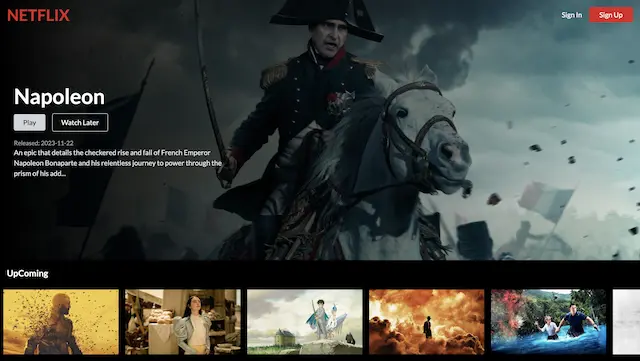 NETFLIX
Sign In
Sign Up
Napoleon
Play
Watch Later
Released: 2023-11-22
An epic that details the checkered rise and fall of French Emperor
Napoleon Bonaparte and his relentless journey to power through the
prism of his add...
UpComing